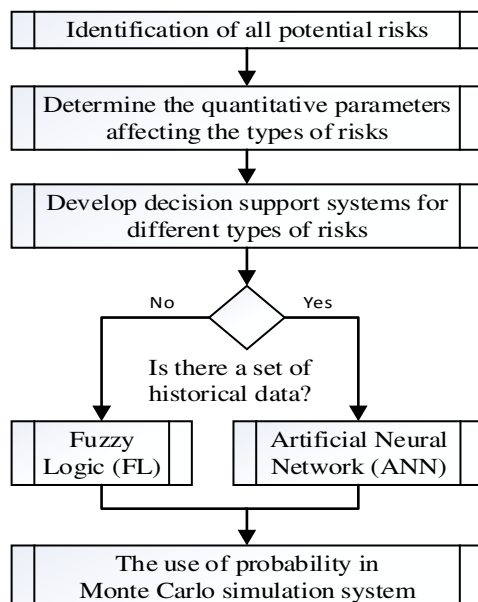 Identification of all potential risks
Determine the quantitative parameters
affecting the types of risks
Develop decision support systems for
different types of risks
No
Yes
Is there a set of
historical data?
Fuzzy
Logic (FL)
Artificial Neural
Network (ANN)
The use of probability in
Monte Carlo simulation system